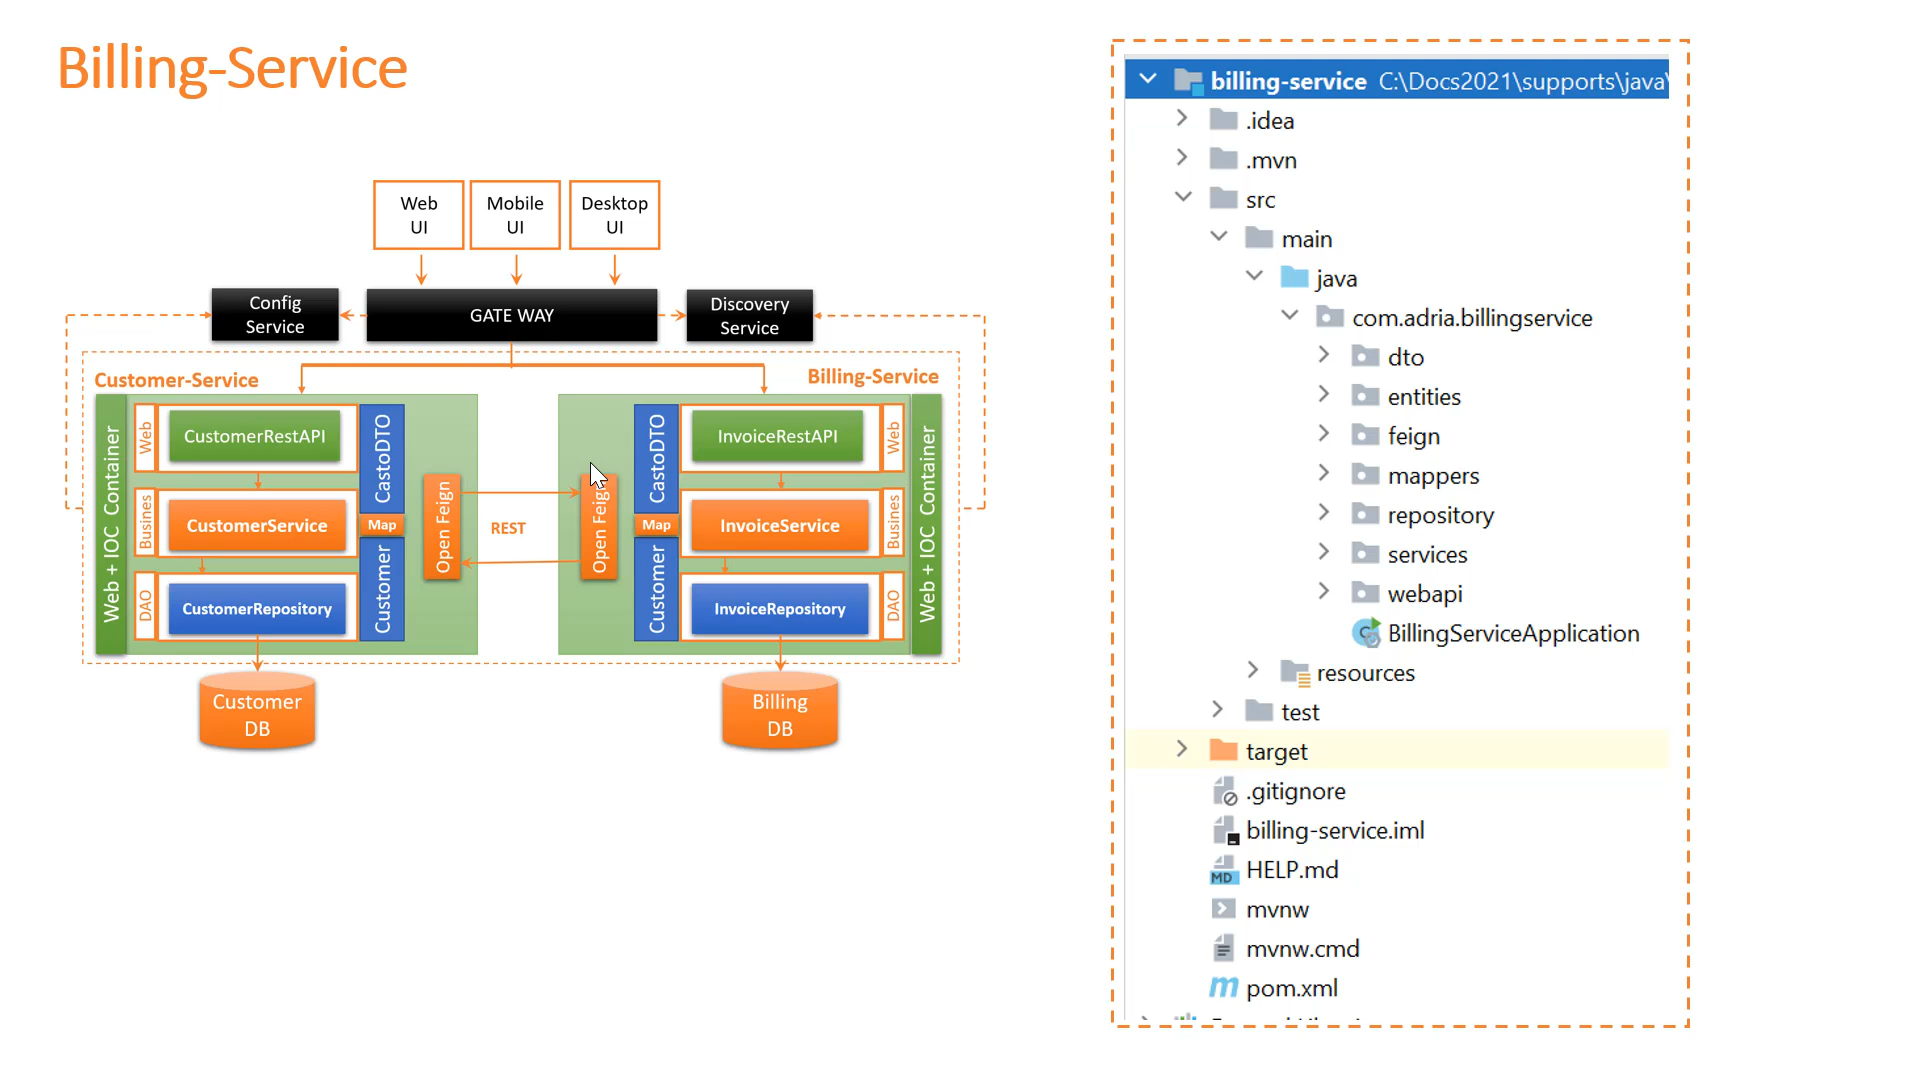 Billing-Service
Web
UI
Mobile
UI
Desktop
UI
Config
Service
GATE WAY
Discovery
Service
Customer-Service
Billing-Service
Web + IOC Container
Web
CustomerRestAPI
CastoDTO
Busines
CustomerService
Map
DAO
CustomerRepository
Customer
Open Feign
REST
Open Feign
CastoDTO
InvoiceRestAPI
Web
Map
InvoiceService
Busines
Customer
InvoiceRepository
DAO
Web + IOC Container
Customer
DB
Billing
DB
billing-service C:\Docs2021\supports\java\
.idea
.mvn
src
main
java
com.adria.billingservice
dto
entities
feign
mappers
repository
services
webapi
BillingServiceApplication
resources
test
target
.gitignore
billing-service.iml
MD HELP.md
mvnw
mvnw.cmd
m pom.xml